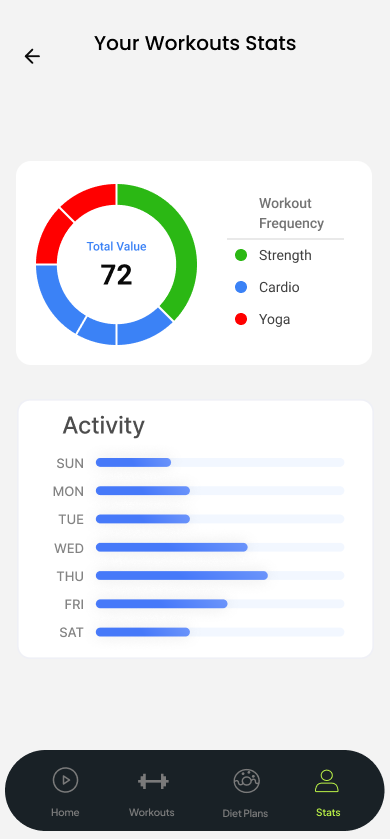 Your Workouts Stats
Total Value
72
Workout
Frequency
Strength
Cardio
Yoga
Activity
SUN
MON
TUE
WED
THU
FRI
SAT
Home
Workouts
Diet Plans
Stats